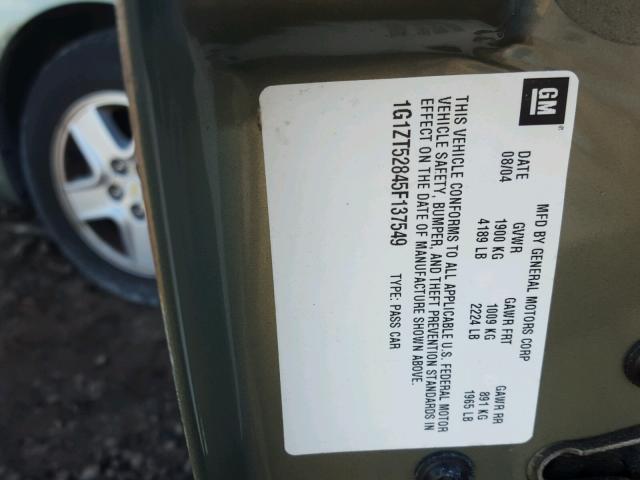 GM
®
MFD BY GENERAL MOTORS CORP
DATE GVWR GAWR FRT GAWR RR
08/04 1900 KG 1009 KG 891 KG
4189 LB 2224 LB 1965 LB
THIS VEHICLE CONFORMS TO ALL APPLICABLE U.S. FEDERAL MOTOR
VEHICLE SAFETY, BUMPER, AND THEFT PREVENTION STANDARDS IN
EFFECT ON THE DATE OF MANUFACTURE SHOWN ABOVE.
1G1ZT52845F137549 TYPE: PASS CAR